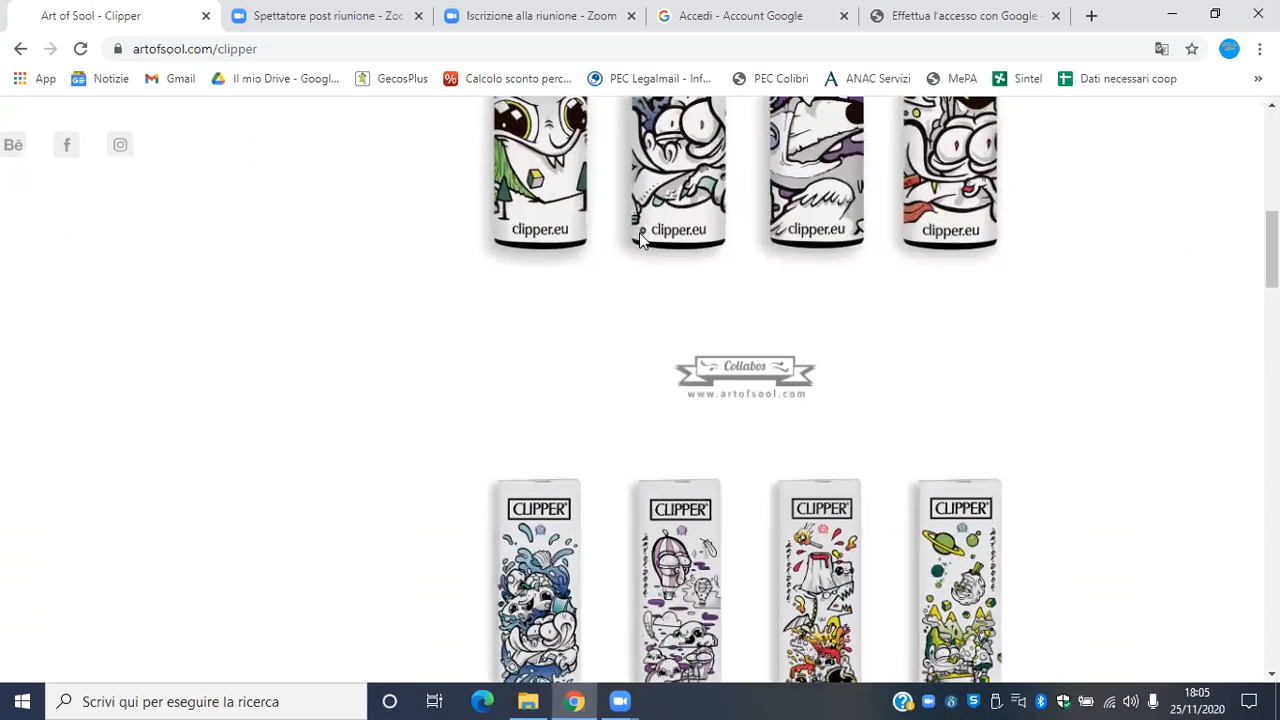 Art of Sool - Clipper
Spettatore post riunione - Zoo
Iscrizione alla riunione - Zoom
Accedi - Account Google
Effettua l'accesso con Google -
artofsool.com/clipper
App
Notizie
Gmail
Il mio Drive - Googl...
GecosPlus
Calcolo sconto perc...
PEC Legalmail - Inf...
PEC Colibri
ANAC Servizi
MePA
Sintel
Dati necessari coop
»
Bē
clipper.eu
clipper.eu
clipper.eu
clipper.eu
Collabos
www.artofsool.com
CLIPPER®
CLIPPER®
CLIPPER®
CLIPPER®
Scrivi qui per eseguire la ricerca
18:05
25/11/2020